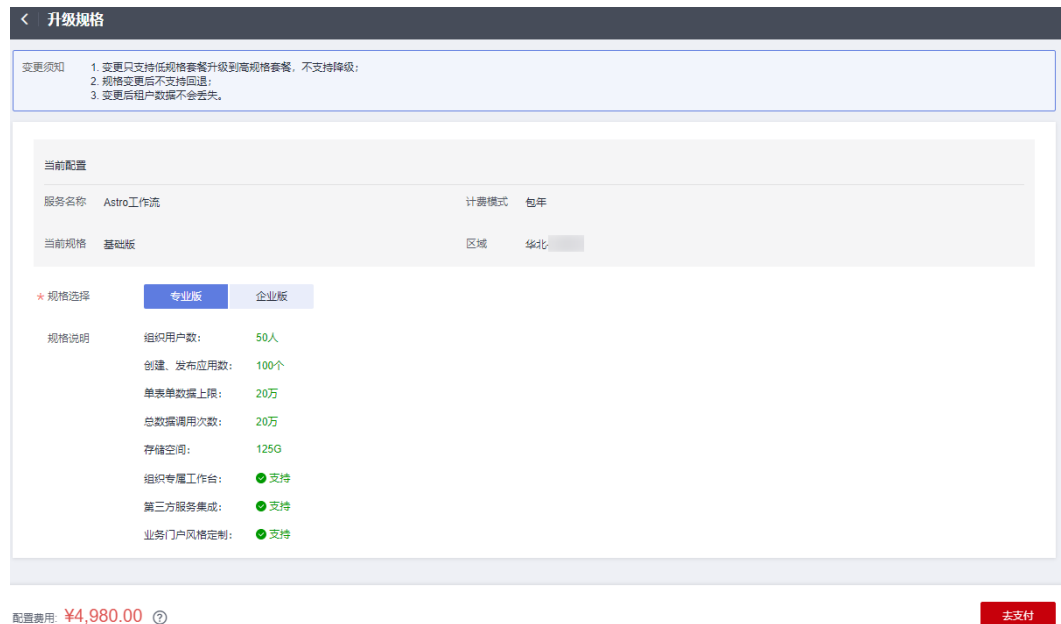 升级规格
变更须知 1. 变更只支持低规格套餐升级到高规格套餐，不支持降级；
2. 规格变更后不支持回退；
3. 变更后租户数据不会丢失。
当前配置
服务名称 Astro工作流 计费模式 包年
当前规格 基础版 区域 华北-
* 规格选择 专业版 企业版
规格说明 组织用户数： 50人
创建、发布应用数： 100个
单表单数据上限： 20万
总数据调用次数： 20万
存储空间： 125G
组织专属工作台： 支持
第三方服务集成： 支持
业务门户风格定制： 支持
配置费用: ¥4,980.00 ?
去支付